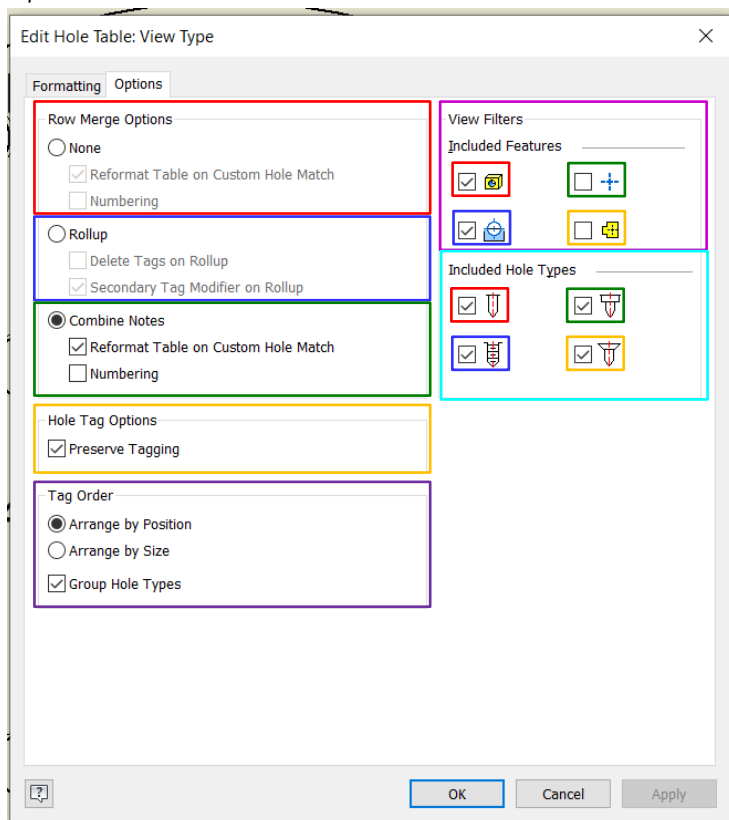 Edit Hole Table: View Type
Formatting
Options
Row Merge Options
None
Reformat Table on Custom Hole Match
Numbering
Rollup
Delete Tags on Rollup
Secondary Tag Modifier on Rollup
Combine Notes
Reformat Table on Custom Hole Match
Numbering
Hole Tag Options
Preserve Tagging
Tag Order
Arrange by Position
Arrange by Size
Group Hole Types
View Filters
Included Features
Included Hole Types
?
OK
Cancel
Apply